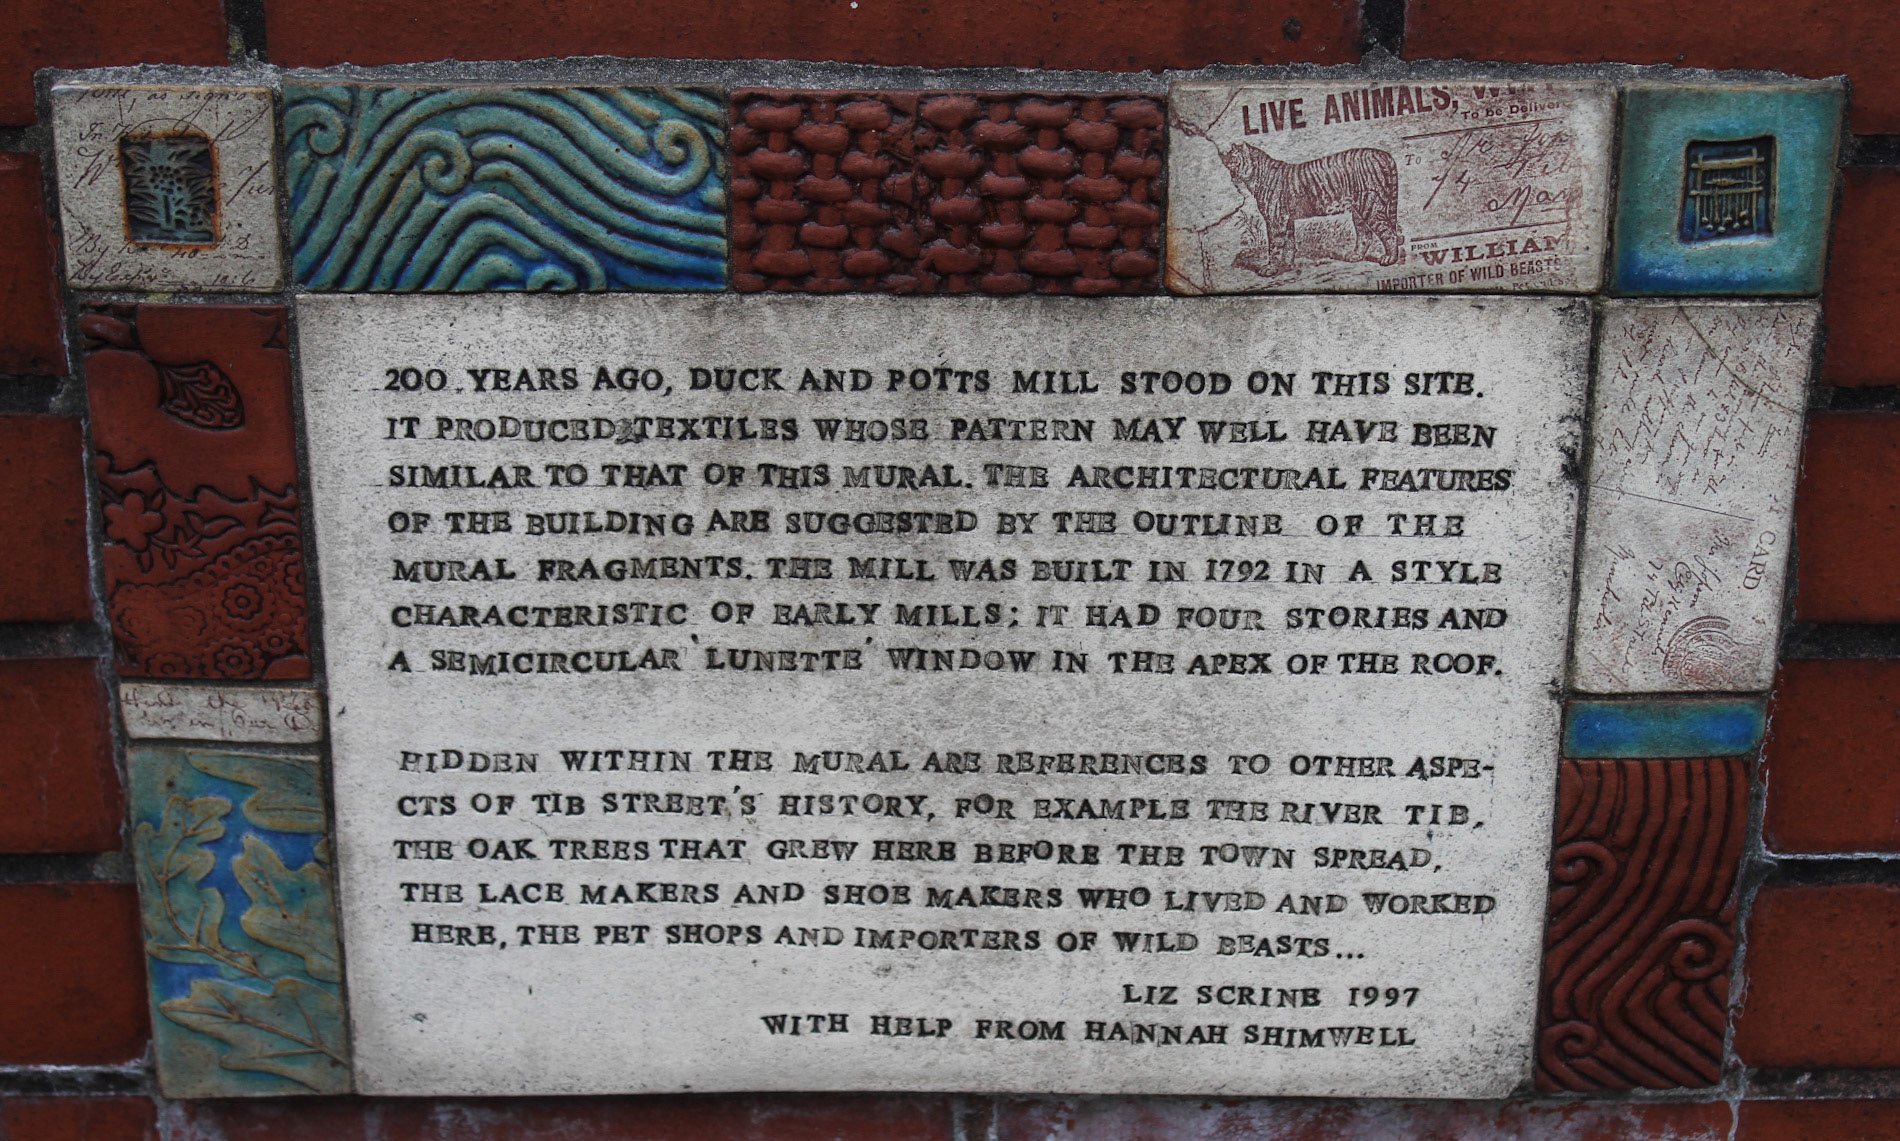 LIVE ANIMALS,
To be Deliver
To
FROM
WILLIAM
IMPORTER OF WILD BEASTS
CARD
200 YEARS AGO, DUCK AND POTTS MILL STOOD ON THIS SITE.
IT PRODUCED TEXTILES WHOSE PATTERN MAY WELL HAVE BEEN
SIMILAR TO THAT OF THIS MURAL. THE ARCHITECTURAL FEATURES
OF THE BUILDING ARE SUGGESTED BY THE OUTLINE OF THE
MURAL FRAGMENTS. THE MILL WAS BUILT IN 1792 IN A STYLE
CHARACTERISTIC OF EARLY MILLS; IT HAD FOUR STORIES AND
A SEMICIRCULAR 'LUNETTE' WINDOW IN THE APEX OF THE ROOF.
HIDDEN WITHIN THE MURAL ARE REFERENCES TO OTHER ASPE-
CTS OF TIB STREET'S HISTORY, FOR EXAMPLE THE RIVER TIB,
THE OAK TREES THAT GREW HERE BEFORE THE TOWN SPREAD,
THE LACE MAKERS AND SHOE MAKERS WHO LIVED AND WORKED
HERE, THE PET SHOPS AND IMPORTERS OF WILD BEASTS...
LIZ SCRINE 1997
WITH HELP FROM HANNAH SHIMWELL